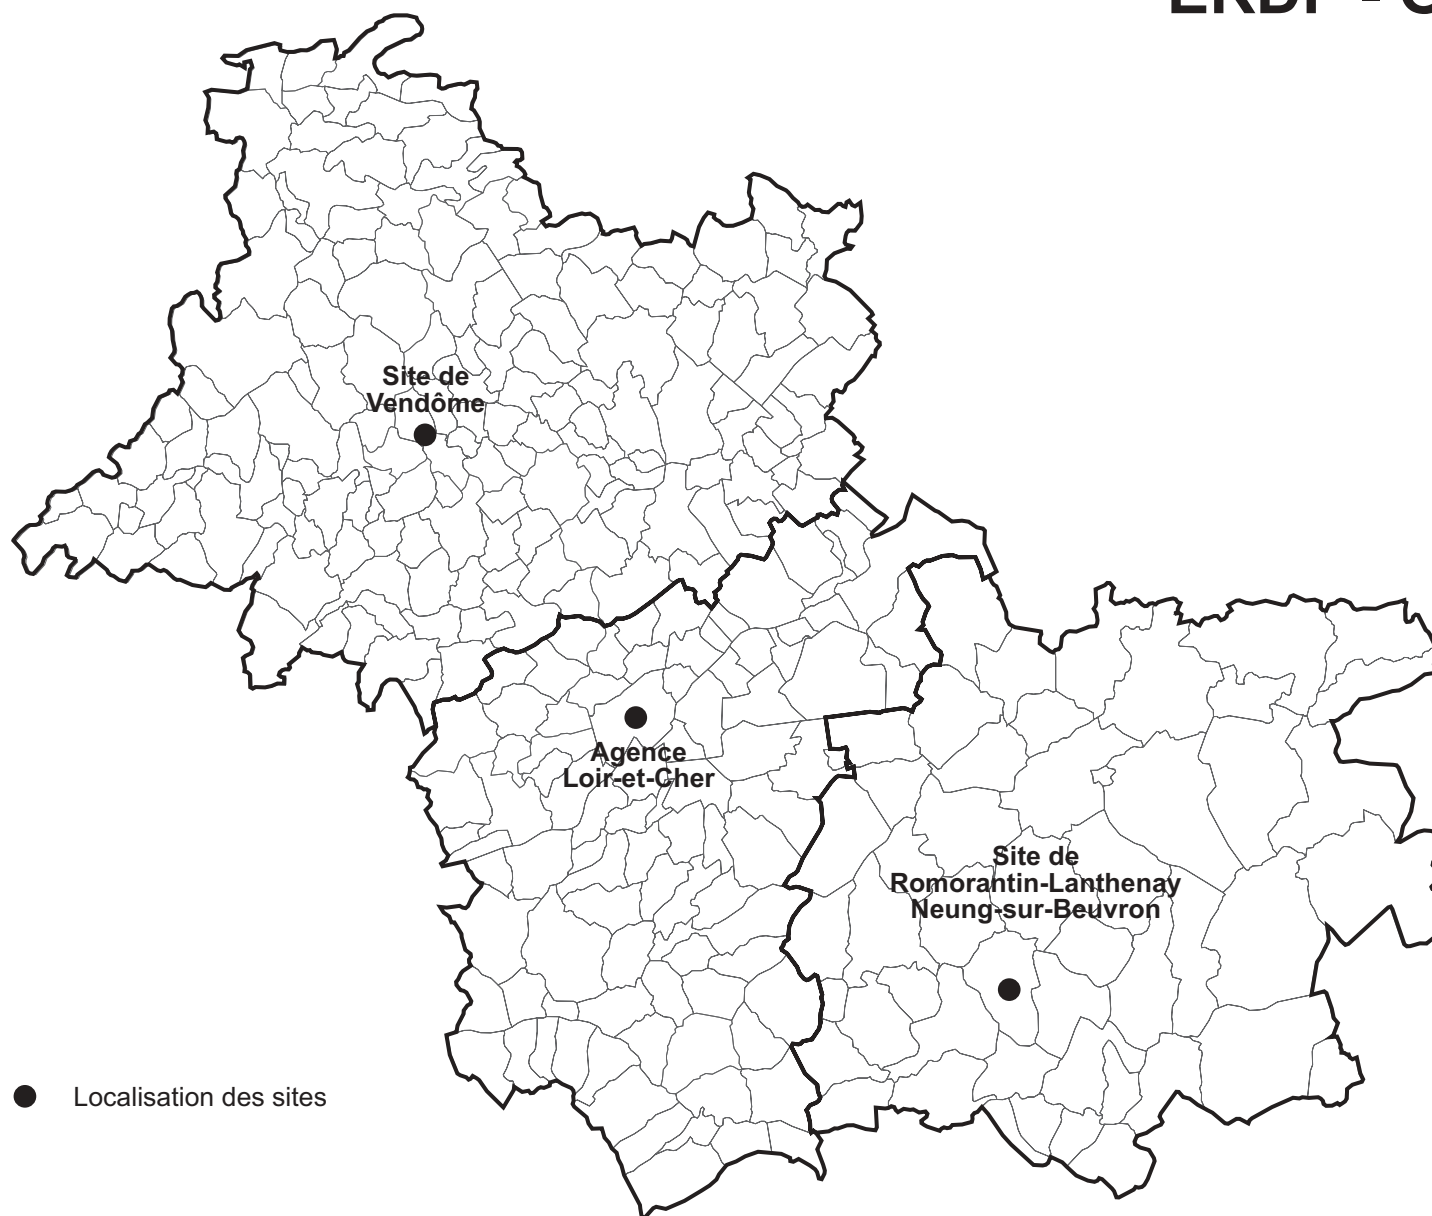 Site de
Vendôme
Agence
Loir-et-Cher
Site de
Romorantin-Lanthenay
Neung-sur-Beuvron
Localisation des sites